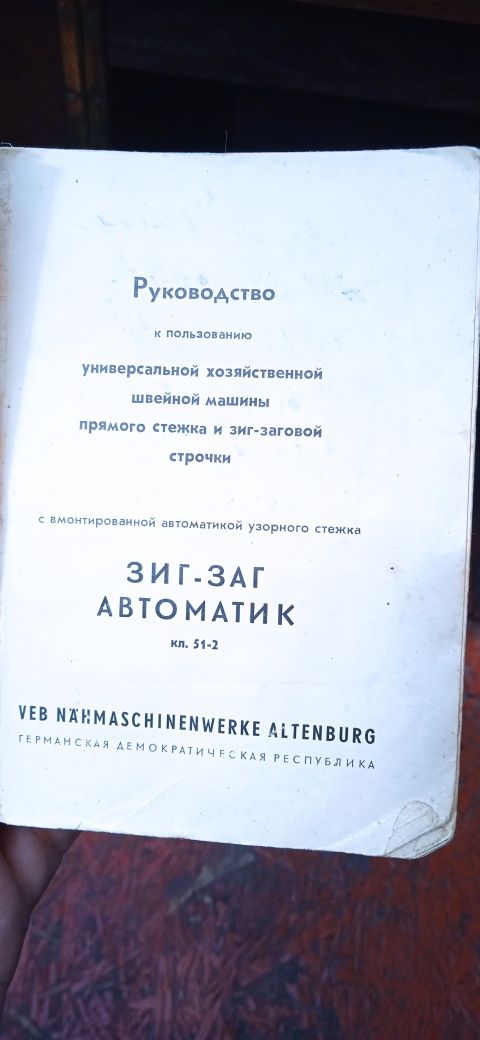 Руководство
к пользованию
универсальной хозяйственной
швейной машины
прямого стежка и зиг-заговой
строчки
с вмонтированной автоматикой узорного стежка
ЗИГ-ЗАГ
АВТОМАТИК
кл. 51-2
VEB NÄHMASCHINENWERKE ALTENBURG
ГЕРМАНСКАЯ ДЕМОКРАТИЧЕСКАЯ РЕСПУБЛИКА